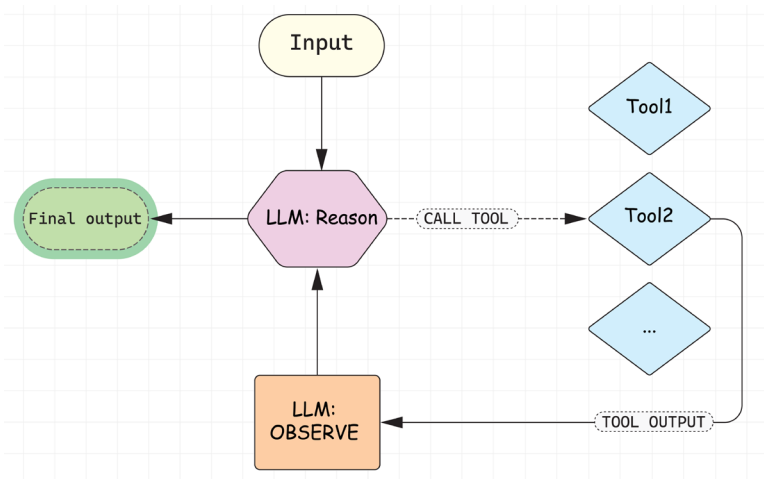 Input
Tool1
Final output
LLM: Reason
CALL TOOL
Tool2
...
LLM:
OBSERVE
TOOL OUTPUT